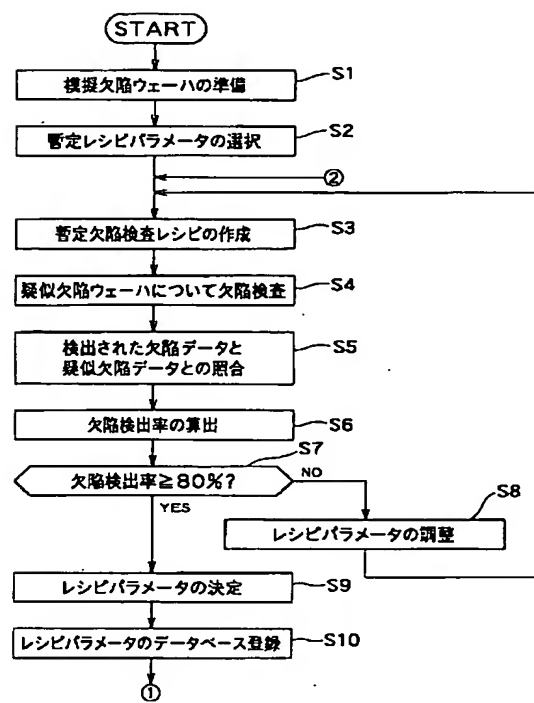 START
模擬欠陥ウェーハの準備
S1
暫定レシピパラメータの選択
S2
②
暫定欠陥検査レシピの作成
S3
疑似欠陥ウェーハについて欠陥検査
S4
検出された欠陥データと
疑似欠陥データとの照合
S5
欠陥検出率の算出
S6
S7
欠陥検出率≧80%?
NO
YES
S8
レシピパラメータの調整
レシピパラメータの決定
S9
レシピパラメータのデータベース登録
S10
①